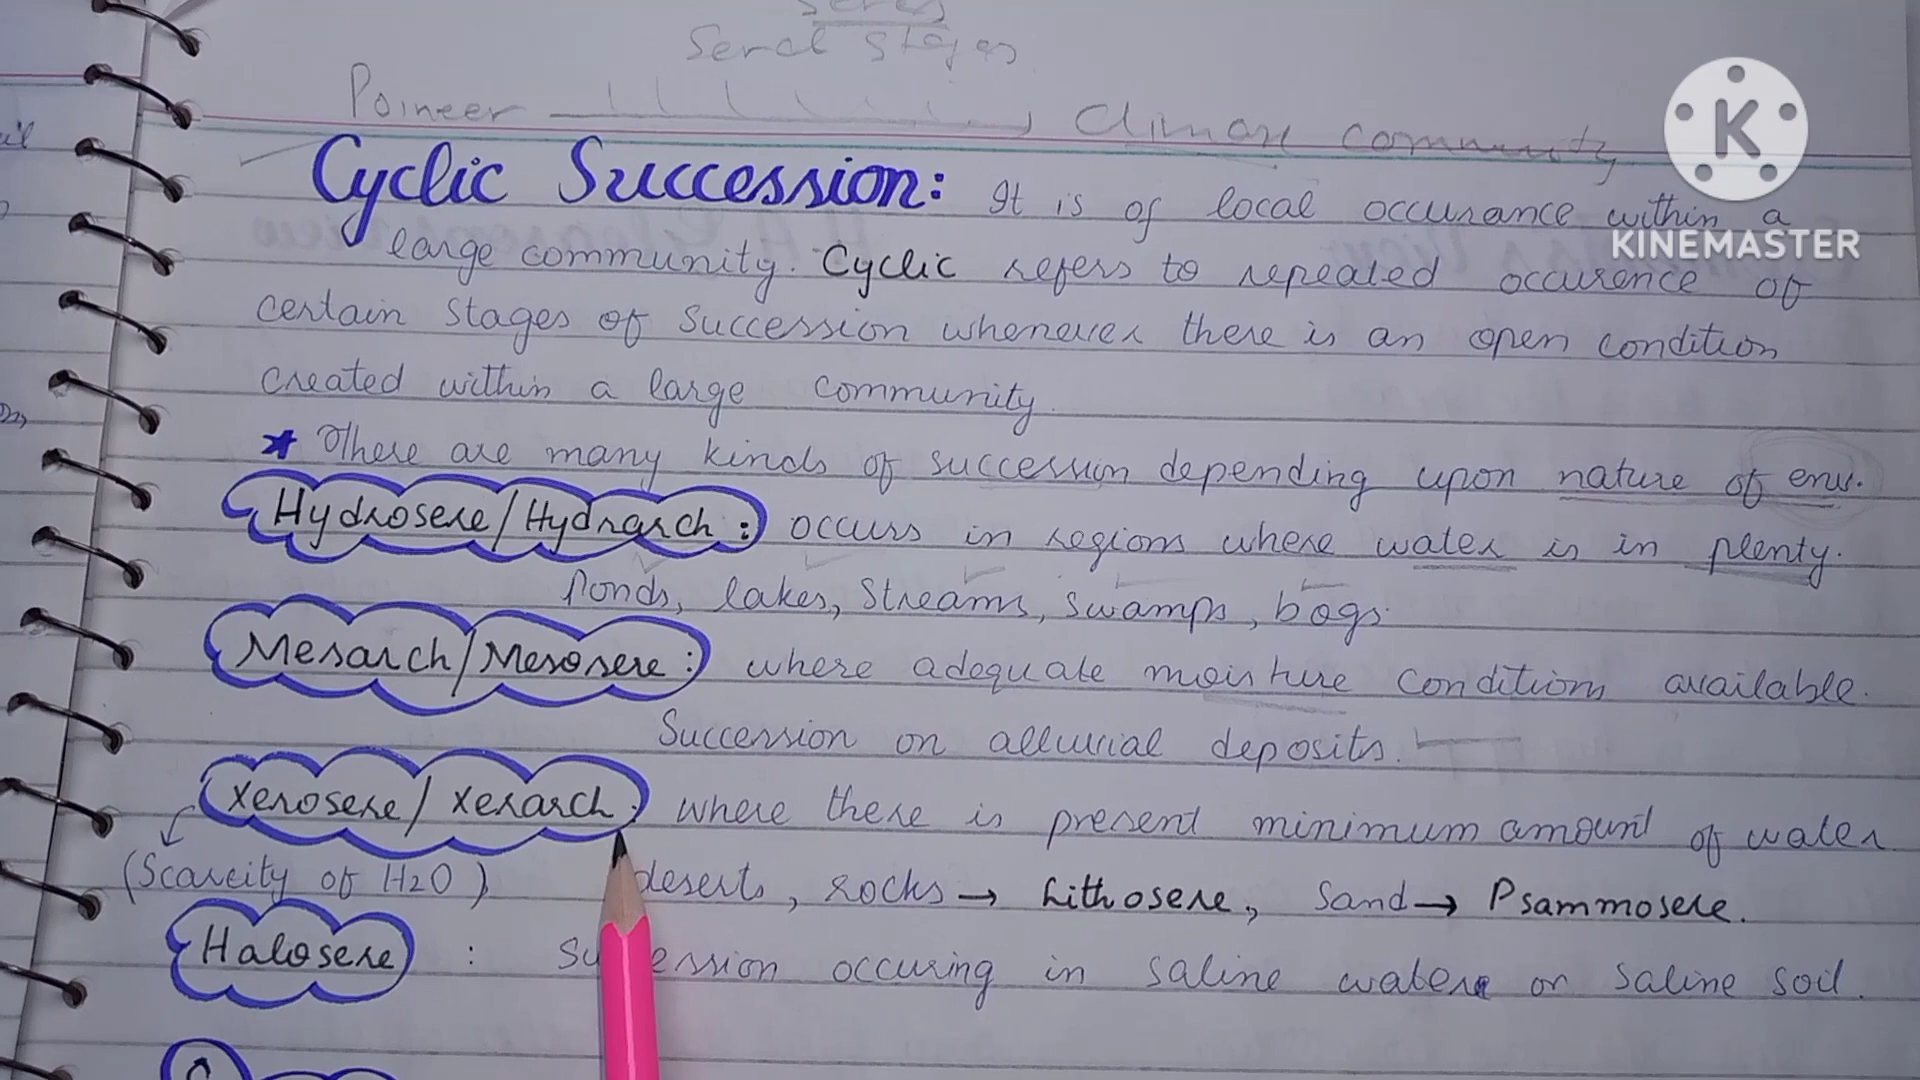 Seres
Seral stages
Poineer Climax community
Cyclic Succession: It is of local occurance within a
large community. Cyclic refers to repeated occurence of
certain stages of succession whenever there is an open condition
created within a large community.
* There are many kinds of succession depending upon nature of env.
Hydrosere/Hydrarch: occurs in regions where water is in plenty.
Ponds, lakes, streams, swamps, bogs.
Mesarch/Mesosere: where adequate moisture conditions available.
Succession on alluvial deposits.
Xerosere/Xerarch: where there is present minimum amount of water
(Scarcity of H2O) deserts, rocks → Lithosere, Sand → Psammosere.
Halosere : Su ession occuring in saline water or saline soil.
K
KINEMASTER